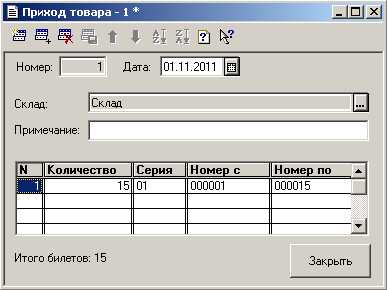 Приход товара - 1 *
Номер: 1 Дата: 01.11.2011
Склад: Склад ...
Примечание:
N Количество Серия Номер с Номер по
1 15 01 000001 000015
Итого билетов: 15 Закрыть